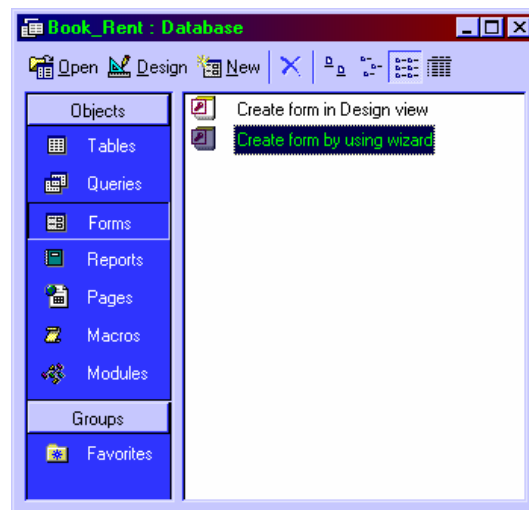 Book_Rent : Database
Open Design New
Objects
Tables
Queries
Forms
Reports
Pages
Macros
Modules
Groups
Favorites
Create form in Design view
Create form by using wizard